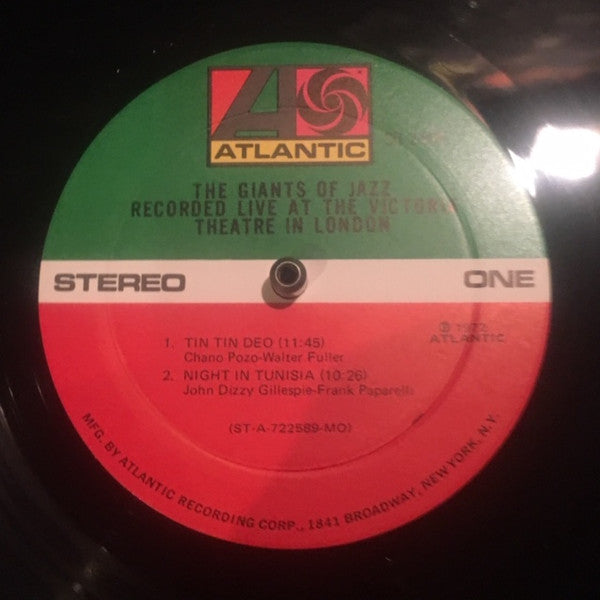 ATLANTIC
THE GIANTS OF JAZZ
RECORDED LIVE AT THE VICTORIA
THEATRE IN LONDON
STEREO
ONE
1. TIN TIN DEO (11:45)
Chano Pozo-Walter Fuller
℗ 1972
ATLANTIC
2. NIGHT IN TUNISIA (10:26)
John Dizzy Gillespie-Frank Paparelli
(ST-A-722589-MO)
MFG. BY ATLANTIC RECORDING CORP., 1841 BROADWAY, NEW YORK, N.Y.